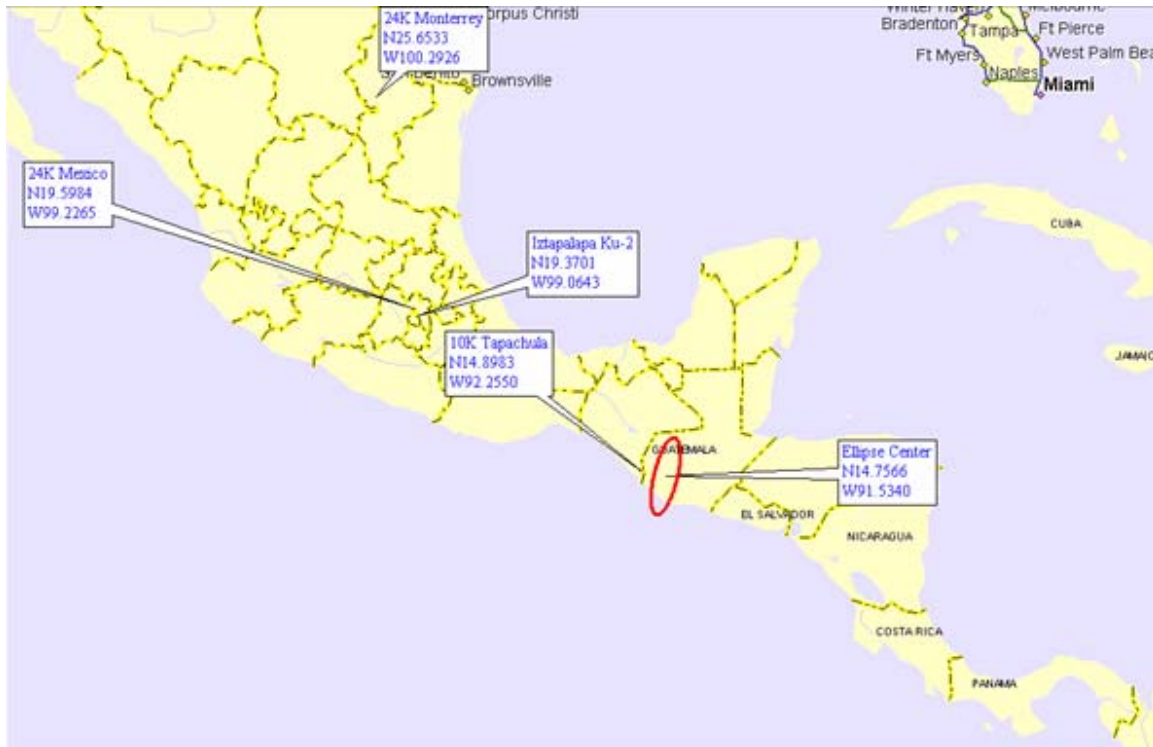 24K Monterrey
N25.6533
W100.2926
orpus Christi
Brownsville
Bradenton
Tampa
Ft Pierce
Ft Myers
West Palm Bea
Naples
Miami
24K Mexico
N19.5984
W99.2265
Iztapalapa Ku-2
N19.3701
W99.0643
10K Tapachula
N14.8983
W92.2550
CUBA
JAMAIC
GUATEMALA
Ellipse Center
N14.7566
W91.5340
EL SALVADOR
NICARAGUA
COSTA RICA
PANAMA